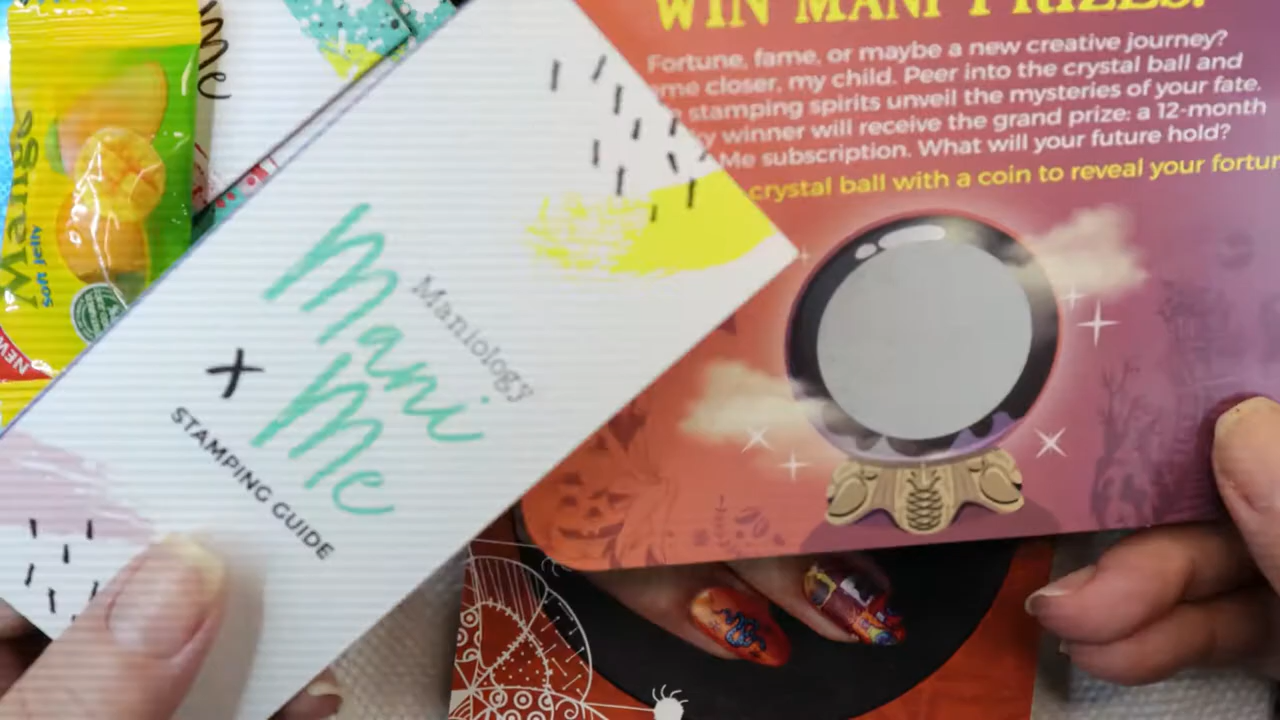 WIN MANI PRIZES!
Fortune, fame, or maybe a new creative journey?
me closer, my child. Peer into the crystal ball and
stamping spirits unveil the mysteries of your fate.
y winner will receive the grand prize: a 12-month
Me subscription. What will your future hold?
crystal ball with a coin to reveal your fortun
me
Mango
soft jelly
NEW
Maniology
Mani
x
Me
STAMPING GUIDE